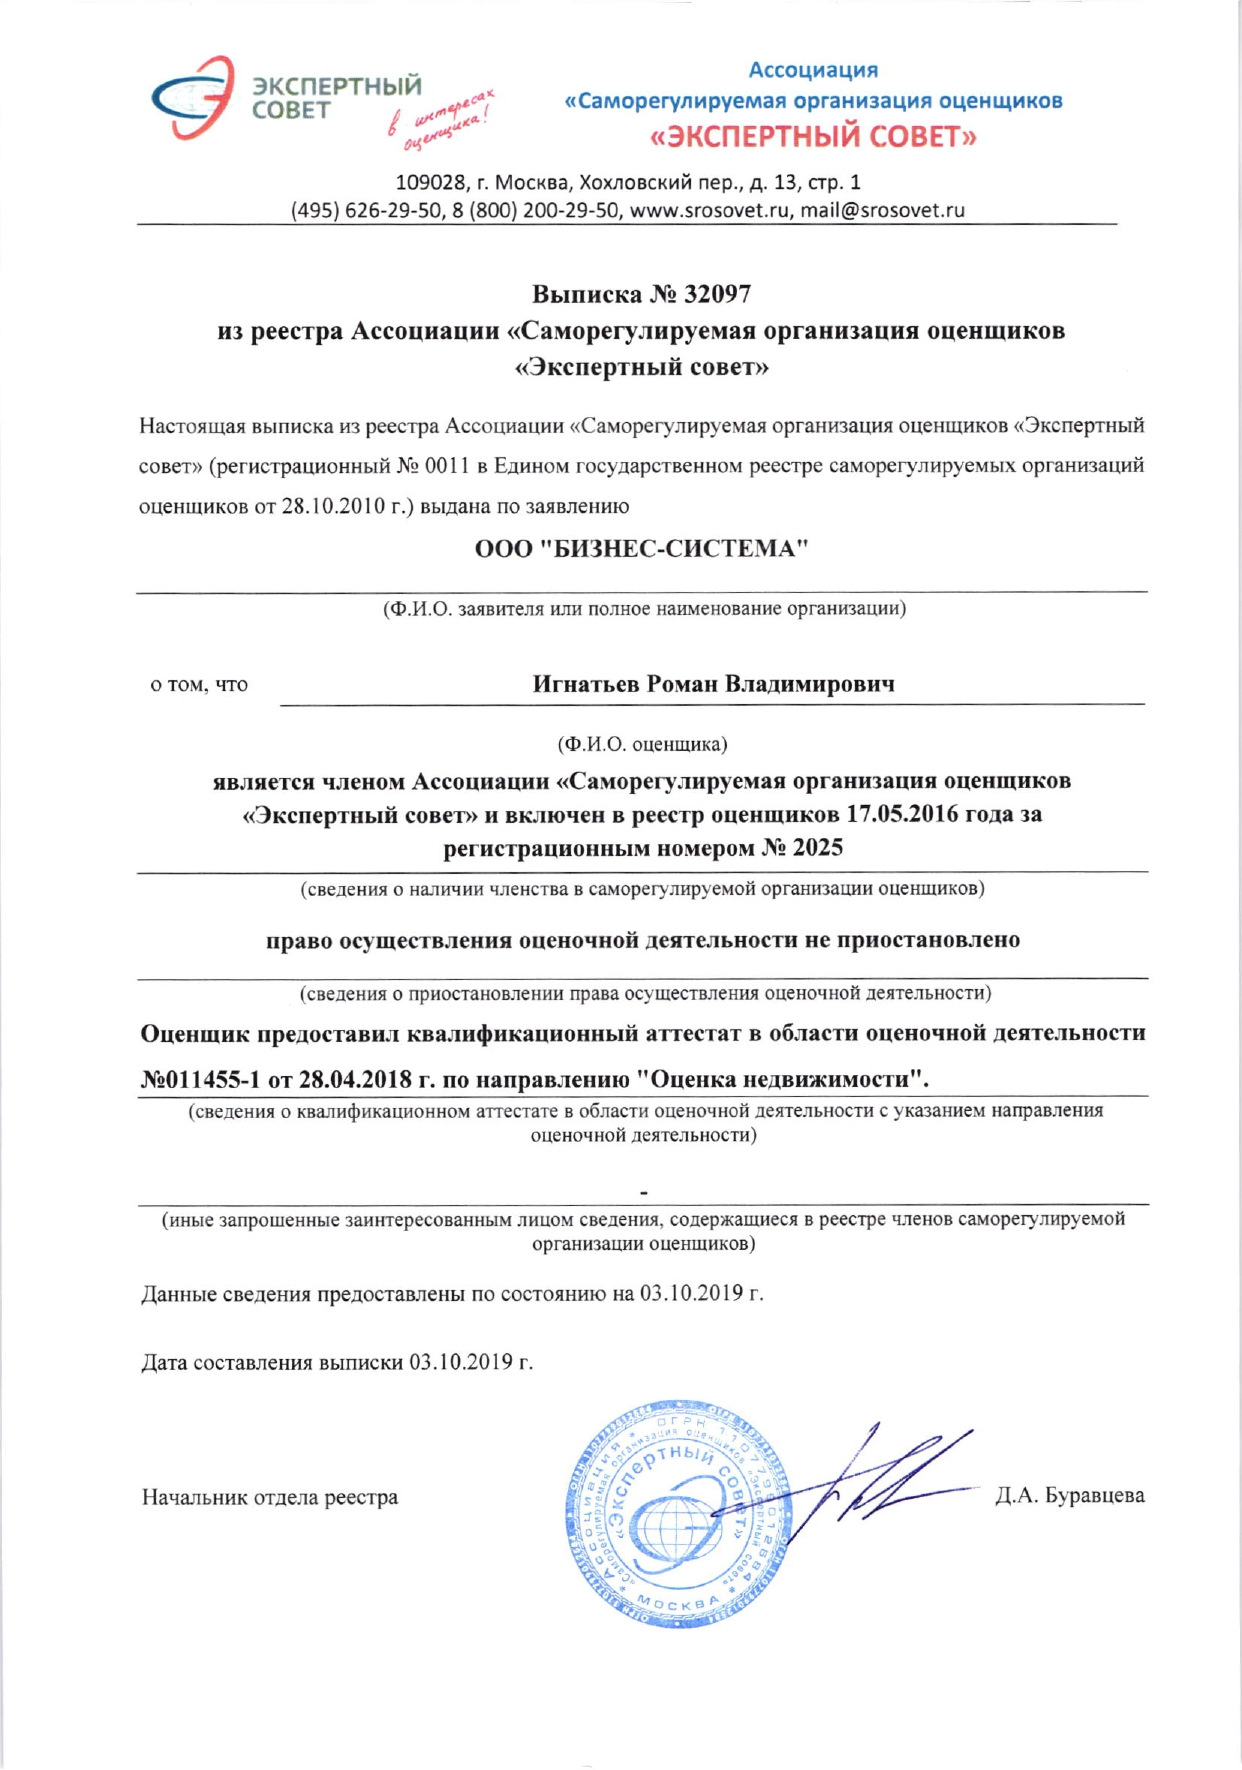 ЭКСПЕРТНЫЙ
СОВЕТ
в интересах
оценщика!
Ассоциация
«Саморегулируемая организация оценщиков
«ЭКСПЕРТНЫЙ СОВЕТ»
109028, г. Москва, Хохловский пер., д. 13, стр. 1
(495) 626-29-50, 8 (800) 200-29-50, www.srosovet.ru, mail@srosovet.ru
Выписка № 32097
из реестра Ассоциации «Саморегулируемая организация оценщиков
«Экспертный совет»
Настоящая выписка из реестра Ассоциации «Саморегулируемая организация оценщиков «Экспертный
совет» (регистрационный № 0011 в Едином государственном реестре саморегулируемых организаций
оценщиков от 28.10.2010 г.) выдана по заявлению
ООО "БИЗНЕС-СИСТЕМА"
(Ф.И.О. заявителя или полное наименование организации)
о том, что Игнатьев Роман Владимирович
(Ф.И.О. оценщика)
является членом Ассоциации «Саморегулируемая организация оценщиков
«Экспертный совет» и включен в реестр оценщиков 17.05.2016 года за
регистрационным номером № 2025
(сведения о наличии членства в саморегулируемой организации оценщиков)
право осуществления оценочной деятельности не приостановлено
(сведения о приостановлении права осуществления оценочной деятельности)
Оценщик предоставил квалификационный аттестат в области оценочной деятельности
№011455-1 от 28.04.2018 г. по направлению "Оценка недвижимости".
(сведения о квалификационном аттестате в области оценочной деятельности с указанием направления
оценочной деятельности)
-
(иные запрошенные заинтересованным лицом сведения, содержащиеся в реестре членов саморегулируемой
организации оценщиков)
Данные сведения предоставлены по состоянию на 03.10.2019 г.
Дата составления выписки 03.10.2019 г.
Начальник отдела реестра
Д.А. Буравцева
Ассоциация * ОГРН
«Саморегулируемая организация оценщиков «Экспертный совет»
«Экспертный совет»
* МОСКВА *